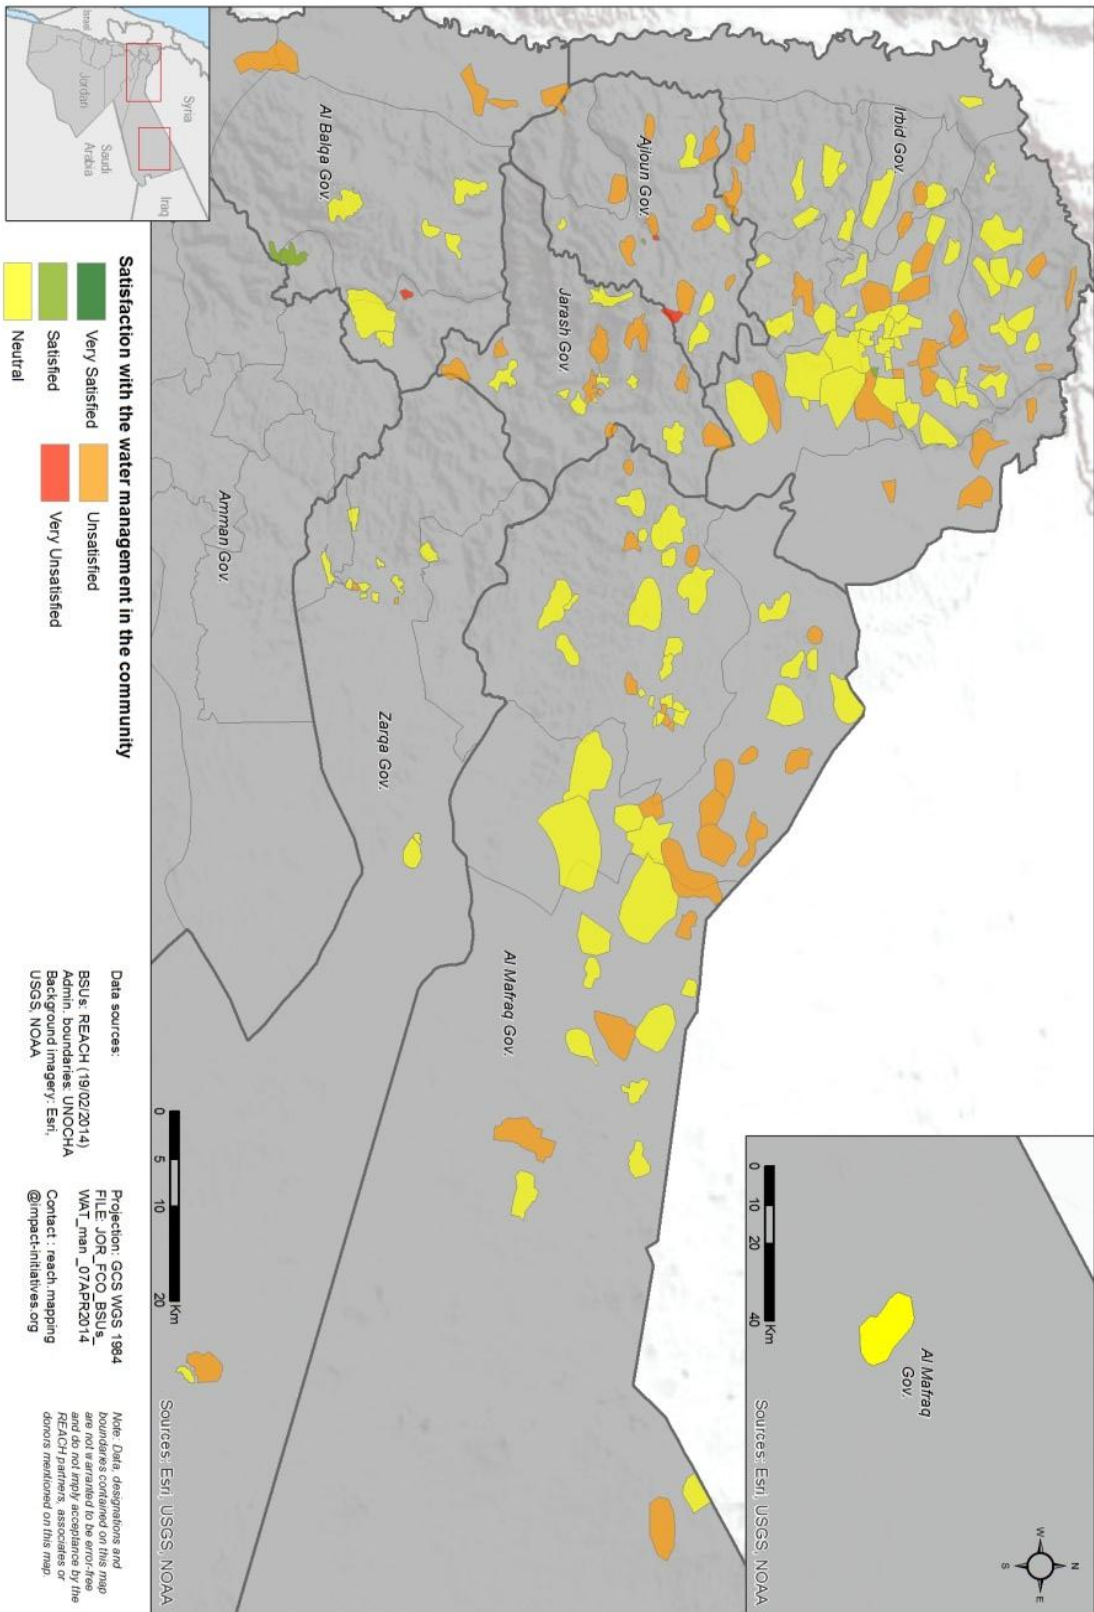 Irbid Gov.
Ajloun Gov.
Jarash Gov.
Al Balqa Gov.
Al Mafraq Gov.
Zarqa Gov.
Amman Gov.
Al Mafraq
Gov.
N
W
E
S
0 10 20 40
Km
Sources: Esri, USGS, NOAA
0 5 10 20
Km
Sources: Esri, USGS, NOAA
Syria
Iraq
Israel
Jordan
Saudi
Arabia
Satisfaction with the water management in the community
Very Satisfied
Satisfied
Neutral
Unsatisfied
Very Unsatisfied
Data sources:
BSUs: REACH (19/02/2014)
Admin. boundaries: UNOCHA
Background imagery: Esri,
USGS, NOAA
Projection: GCS WGS 1984
FILE: JOR_FCO_BSUs_
WAT_man_07APR2014
Contact : reach.mapping
@impact-initiatives.org
Note: Data, designations and
boundaries contained on this map
are not warranted to be error-free
and do not imply acceptance by the
REACH partners, associates or
donors mentioned on this map.